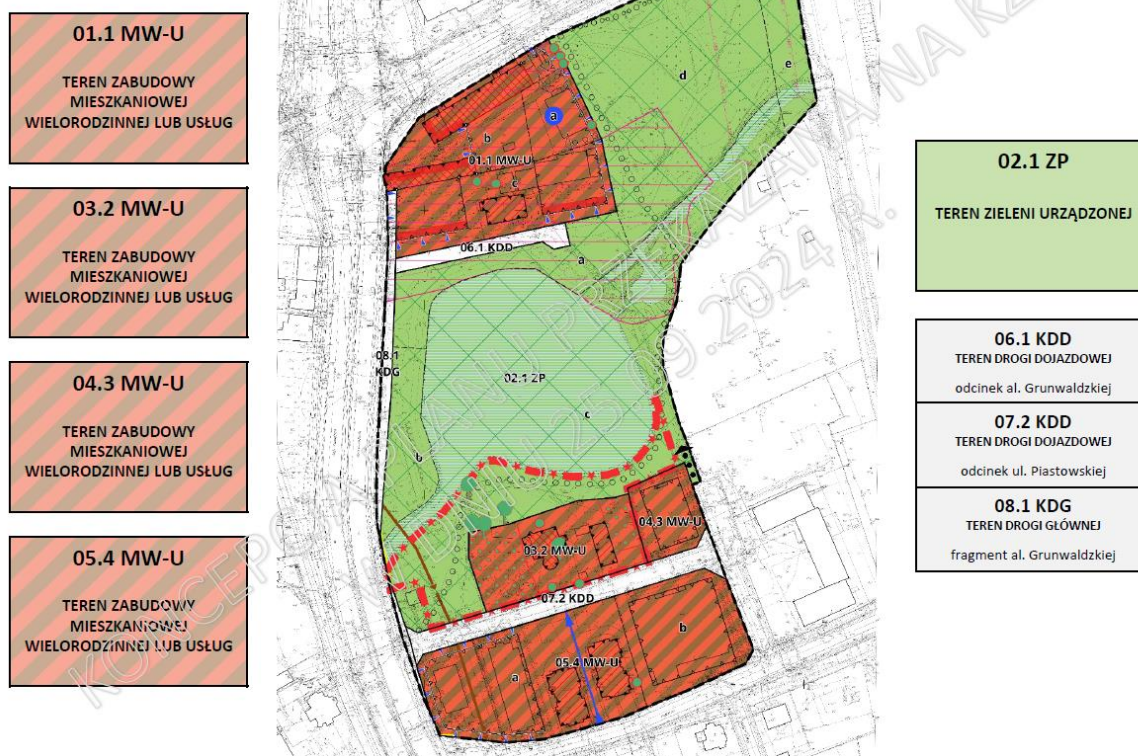 01.1 MW-U
TEREN ZABUDOWY
MIESZKANIOWEJ
WIELORODZINNEJ LUB USŁUG
03.2 MW-U
TEREN ZABUDOWY
MIESZKANIOWEJ
WIELORODZINNEJ LUB USŁUG
04.3 MW-U
TEREN ZABUDOWY
MIESZKANIOWEJ
WIELORODZINNEJ LUB USŁUG
05.4 MW-U
TEREN ZABUDOWY
MIESZKANIOWEJ
WIELORODZINNEJ LUB USŁUG
d
e
a
b
01.1 MW-U
c
06.1 KDD
a
08.1
KDG
02.1 ZP
c
b
04.3 MW-U
03.2 MW-U
07.2 KDD
b
05.4 MW-U
a
02.1 ZP
TEREN ZIELENI URZĄDZONEJ
06.1 KDD
TEREN DROGI DOJAZDOWEJ
odcinek al. Grunwaldzkiej
07.2 KDD
TEREN DROGI DOJAZDOWEJ
odcinek ul. Piastowskiej
08.1 KDG
TEREN DROGI GŁÓWNEJ
fragment al. Grunwaldzkiej